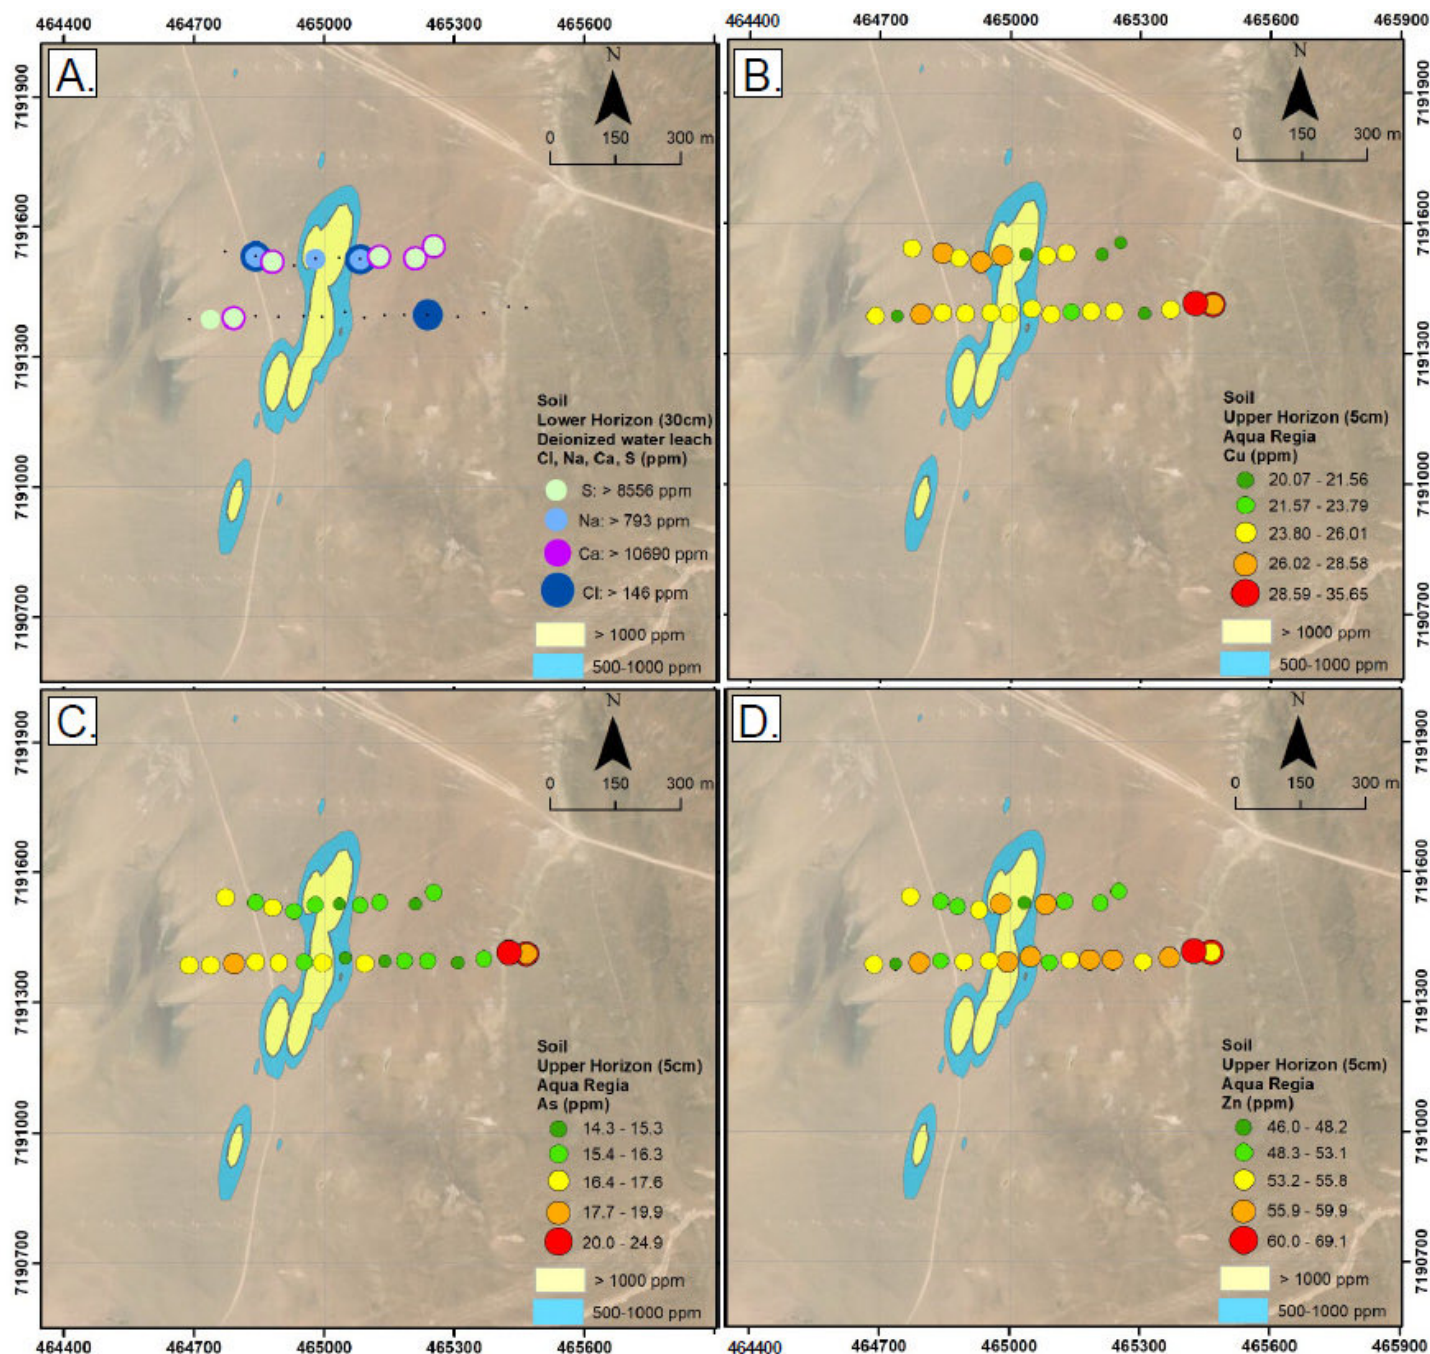 464400 464700 465000 465300 465600
464400 464700 465000 465300 465600 465900
7191900
7191600
7191300
7191000
7190700
A.
N
0 150 300 m
Soil
Lower Horizon (30cm)
Deionized water leach
Cl, Na, Ca, S (ppm)
S: > 8556 ppm
Na: > 793 ppm
Ca: > 10690 ppm
Cl: > 146 ppm
> 1000 ppm
500-1000 ppm
B.
N
0 150 300 m
Soil
Upper Horizon (5cm)
Aqua Regia
Cu (ppm)
20.07 - 21.56
21.57 - 23.79
23.80 - 26.01
26.02 - 28.58
28.59 - 35.65
> 1000 ppm
500-1000 ppm
7191900
7191600
7191300
7191000
7190700
7191900
7191600
7191300
7191000
7190700
C.
N
0 150 300 m
Soil
Upper Horizon (5cm)
Aqua Regia
As (ppm)
14.3 - 15.3
15.4 - 16.3
16.4 - 17.6
17.7 - 19.9
20.0 - 24.9
> 1000 ppm
500-1000 ppm
D.
N
0 150 300 m
Soil
Upper Horizon (5cm)
Aqua Regia
Zn (ppm)
46.0 - 48.2
48.3 - 53.1
53.2 - 55.8
55.9 - 59.9
60.0 - 69.1
> 1000 ppm
500-1000 ppm
7191900
7191600
7191300
7191000
7190700
464400 464700 465000 465300 465600
464400 464700 465000 465300 465600 465900